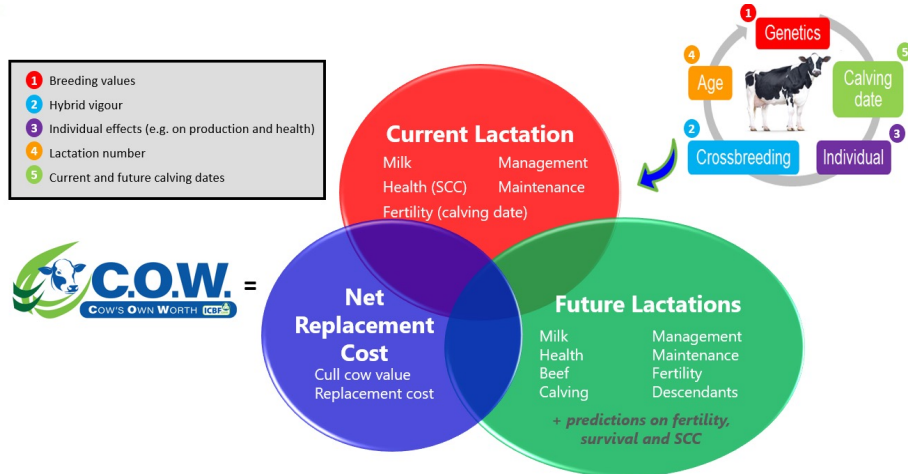 1 Breeding values
2 Hybrid vigour
3 Individual effects (e.g. on production and health)
4 Lactation number
5 Current and future calving dates
1
Genetics
4
Age
5
Calving
date
2
Crossbreeding
3
Individual
Current Lactation
Milk Management
Health (SCC) Maintenance
Fertility (calving date)
C.O.W. =
COW'S OWN WORTH ICBF
Net
Replacement
Cost
Cull cow value
Replacement cost
Future Lactations
Milk Management
Health Maintenance
Beef Fertility
Calving Descendants
+ predictions on fertility,
survival and SCC